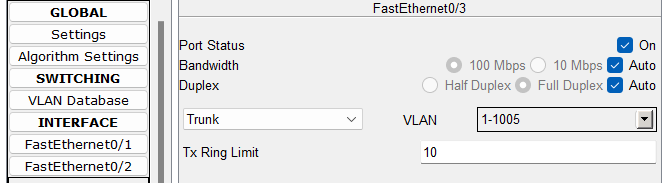 GLOBAL
Settings
Algorithm Settings
SWITCHING
VLAN Database
INTERFACE
FastEthernet0/1
FastEthernet0/2
FastEthernet0/3
Port Status On
Bandwidth 100 Mbps 10 Mbps Auto
Duplex Half Duplex Full Duplex Auto
Trunk VLAN 1-1005
Tx Ring Limit 10